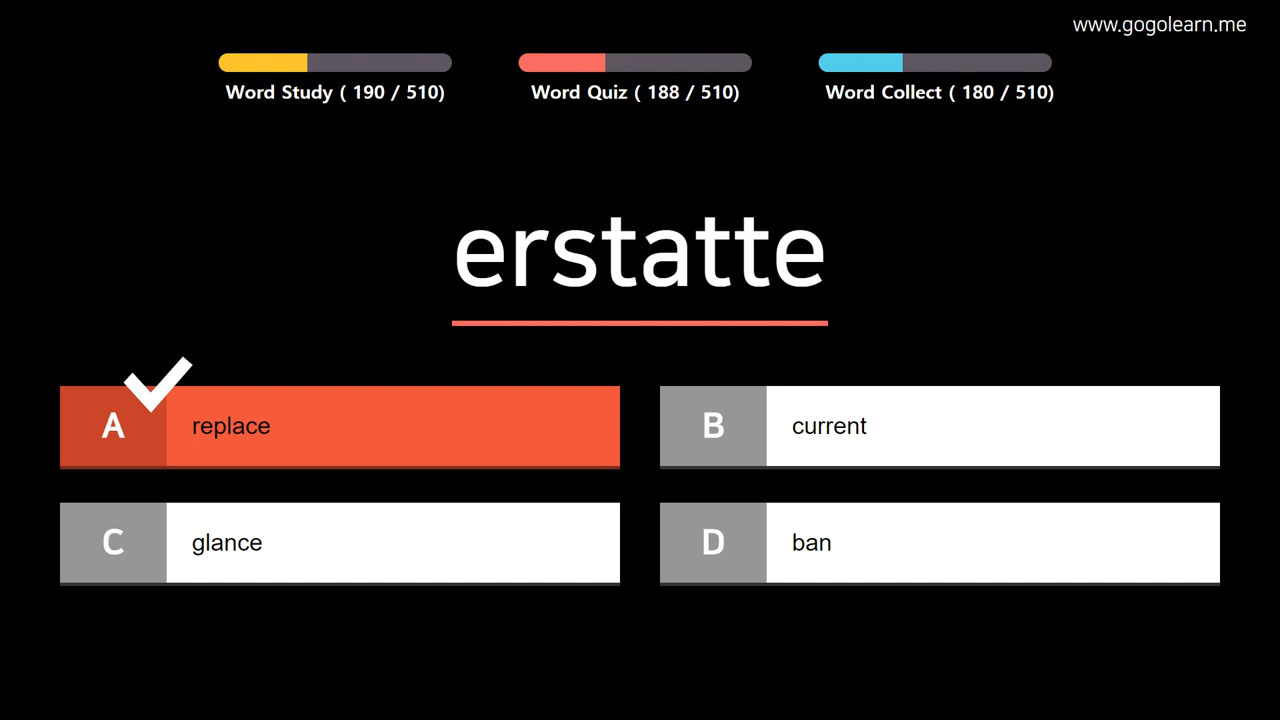 www.gogolearn.me
Word Study ( 190 / 510)
Word Quiz ( 188 / 510)
Word Collect ( 180 / 510)
erstatte
A replace
B current
C glance
D ban